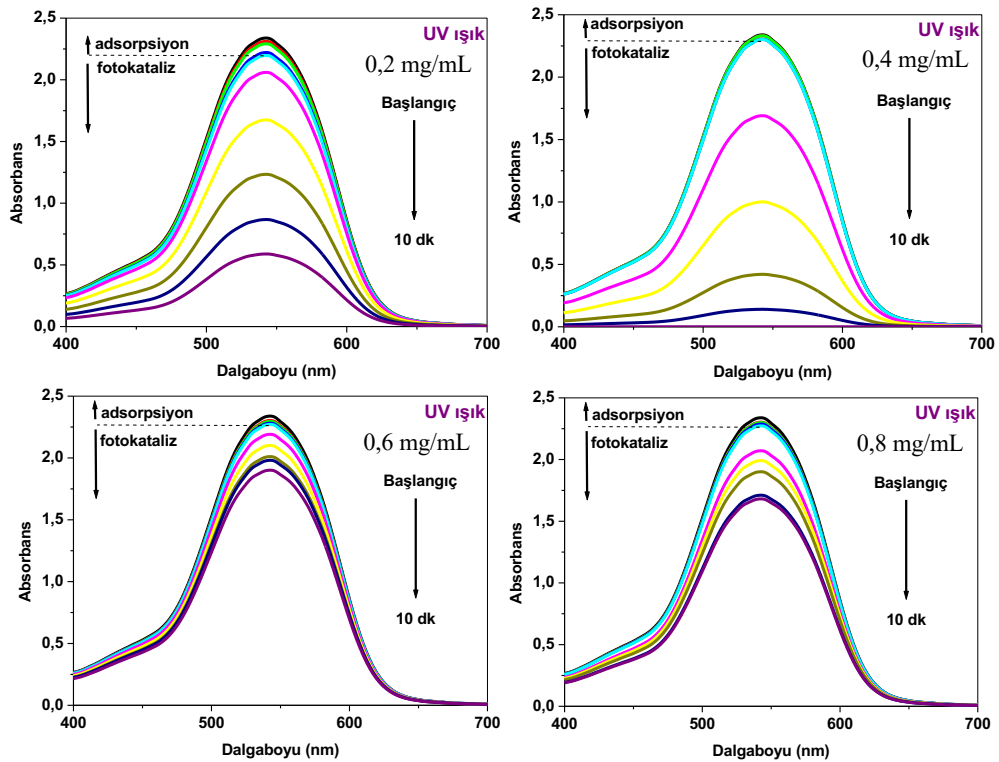 2,5
2,0
1,5
1,0
0,5
0,0
Absorbans
adsorpsiyon
fotokataliz
UV ışık
0,2 mg/mL
Başlangıç
10 dk
400
500
600
700
Dalgaboyu (nm)
2,5
2,0
1,5
1,0
0,5
0,0
Absorbans
adsorpsiyon
fotokataliz
UV ışık
0,4 mg/mL
Başlangıç
10 dk
400
500
600
700
Dalgaboyu (nm)
2,5
2,0
1,5
1,0
0,5
0,0
Absorbans
adsorpsiyon
fotokataliz
UV ışık
0,6 mg/mL
Başlangıç
10 dk
400
500
600
700
Dalgaboyu (nm)
2,5
2,0
1,5
1,0
0,5
0,0
Absorbans
adsorpsiyon
fotokataliz
UV ışık
0,8 mg/mL
Başlangıç
10 dk
400
500
600
700
Dalgaboyu (nm)